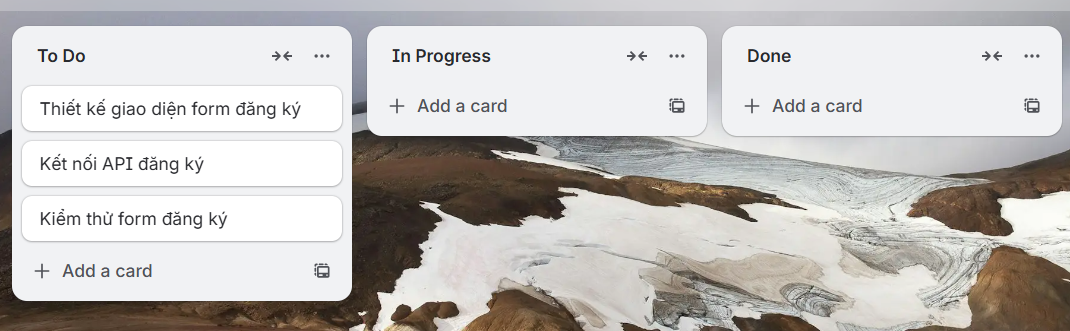 To Do
Thiết kế giao diện form đăng ký
Kết nối API đăng ký
Kiểm thử form đăng ký
Add a card
In Progress
Add a card
Done
Add a card